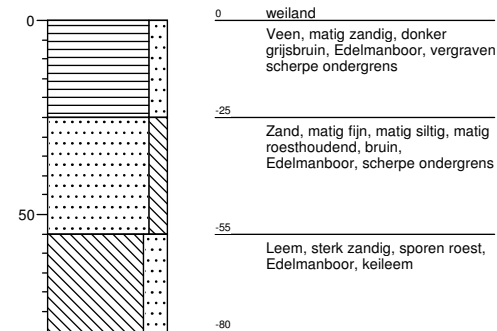 0
0 weiland
Veen, matig zandig, donker
grijsbruin, Edelmanboor, vergraven
scherpe ondergrens
-25
Zand, matig fijn, matig siltig, matig
roesthoudend, bruin,
Edelmanboor, scherpe ondergrens
50
-55
Leem, sterk zandig, sporen roest,
Edelmanboor, keileem
-80